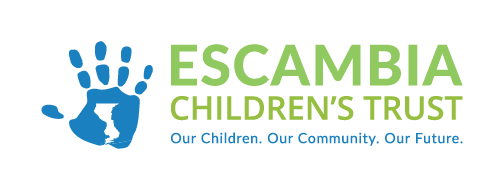 ESCAMBIA
CHILDREN'S TRUST
Our Children. Our Community. Our Future.